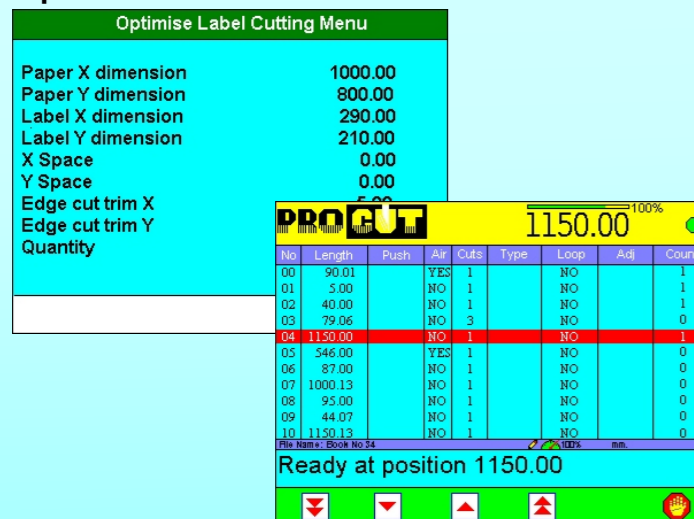 Optimise Label Cutting Menu
Paper X dimension 1000.00
Paper Y dimension 800.00
Label X dimension 290.00
Label Y dimension 210.00
X Space 0.00
Y Space 0.00
Edge cut trim X 5.00
Edge cut trim Y
Quantity
PROCUT 1150.00 100%
No Length Push Air Cuts Type Loop Adj Coun
00 90.01 YES 1 NO 1
01 5.00 NO 1 NO 1
02 40.00 NO 1 NO 1
03 79.06 NO 3 NO 0
04 1150.00 NO 1 NO 1
05 546.00 YES 1 NO 0
06 87.00 NO 1 NO 0
07 1000.13 NO 1 NO 0
08 95.00 NO 1 NO 0
09 44.07 NO 1 NO 0
10 1150.13 NO 1 NO 0
File Name: Book No 34 100% mm.
Ready at position 1150.00